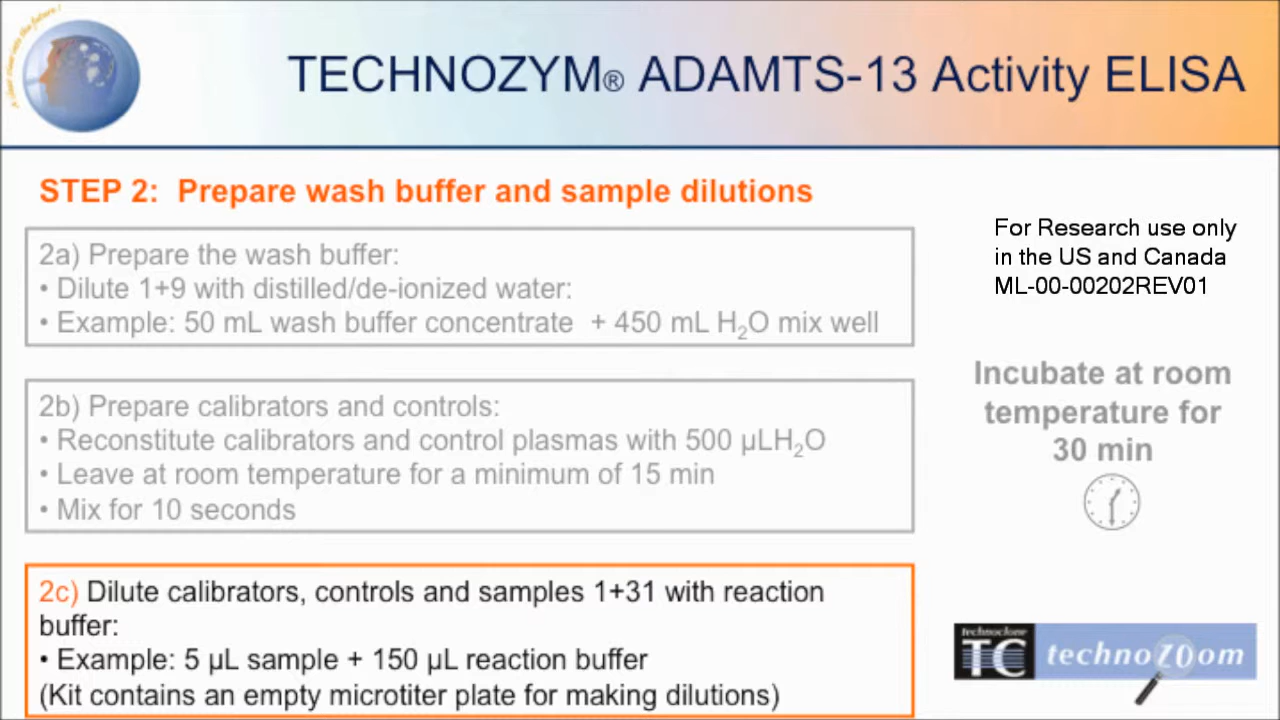 A clear view into the future!
TECHNOZYM® ADAMTS-13 Activity ELISA
STEP 2: Prepare wash buffer and sample dilutions
2a) Prepare the wash buffer:
• Dilute 1+9 with distilled/de-ionized water:
• Example: 50 mL wash buffer concentrate + 450 mL H₂O mix well
2b) Prepare calibrators and controls:
• Reconstitute calibrators and control plasmas with 500 µLH₂O
• Leave at room temperature for a minimum of 15 min
• Mix for 10 seconds
2c) Dilute calibrators, controls and samples 1+31 with reaction
buffer:
• Example: 5 µL sample + 150 µL reaction buffer
(Kit contains an empty microtiter plate for making dilutions)
For Research use only
in the US and Canada
ML-00-00202REV01
Incubate at room
temperature for
30 min
technoclone
TC technozoom